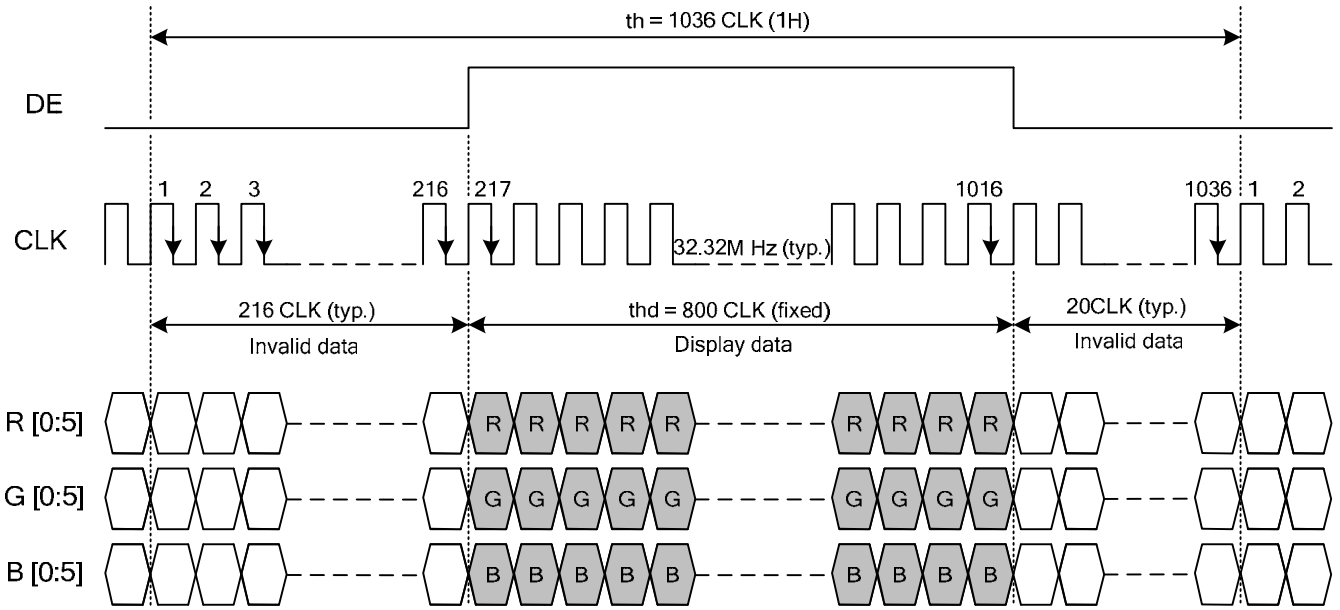 th = 1036 CLK (1H)
DE
1 2 3 216 217 1016 1036 1 2
CLK
32.32M Hz (typ.)
216 CLK (typ.) thd = 800 CLK (fixed) 20CLK (typ.)
Invalid data Display data Invalid data
R [0:5] R R R R R R R R R
G [0:5] G G G G G G G G G
B [0:5] B B B B B B B B B